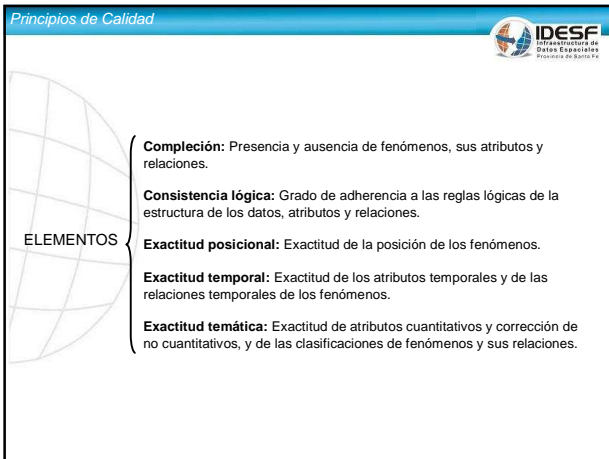 Principios de Calidad
IDESF
Infraestructura de
Datos Espaciales
Provincia de Santa Fe
Compleción: Presencia y ausencia de fenómenos, sus atributos y
relaciones.
Consistencia lógica: Grado de adherencia a las reglas lógicas de la
estructura de los datos, atributos y relaciones.
ELEMENTOS
Exactitud posicional: Exactitud de la posición de los fenómenos.
Exactitud temporal: Exactitud de los atributos temporales y de las
relaciones temporales de los fenómenos.
Exactitud temática: Exactitud de atributos cuantitativos y corrección de
no cuantitativos, y de las clasificaciones de fenómenos y sus relaciones.